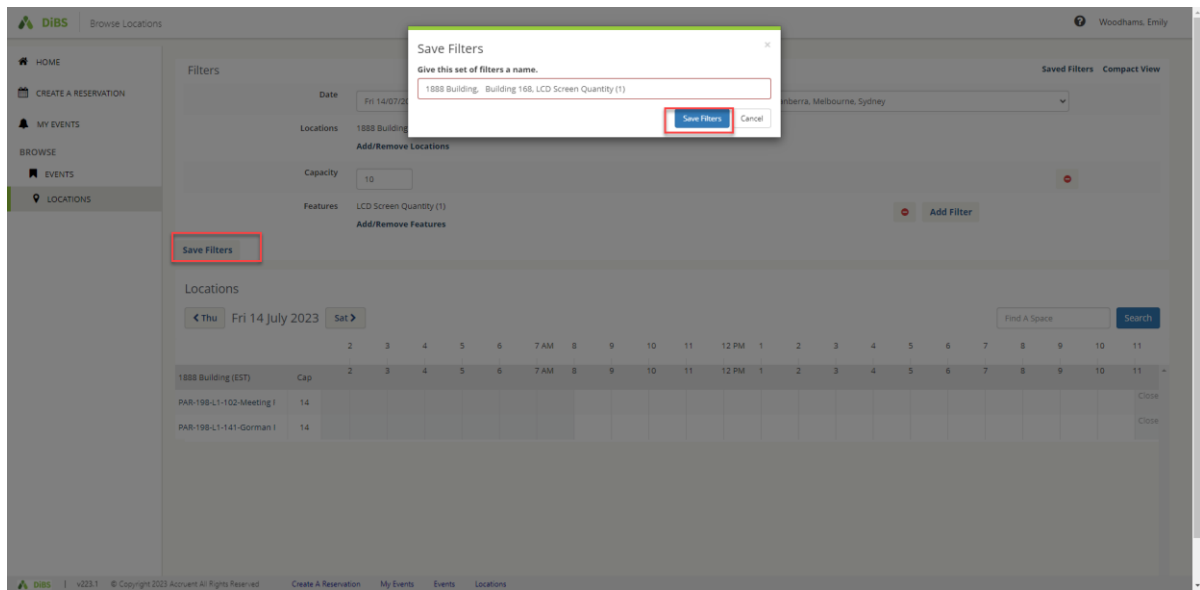 DiBS Browse Locations
Woodhams, Emily
HOME
CREATE A RESERVATION
MY EVENTS
BROWSE
EVENTS
LOCATIONS
Save Filters
×
Give this set of filters a name.
1888 Building, Building 168, LCD Screen Quantity (1)
Save Filters Cancel
Filters
Saved Filters Compact View
Date Fri 14/07/20 nberra, Melbourne, Sydney
Locations 1888 Building
Add/Remove Locations
Capacity 10
Features LCD Screen Quantity (1)
Add Filter
Add/Remove Features
Save Filters
Locations
Thu Fri 14 July 2023 Sat
Find A Space Search
2 3 4 5 6 7 AM 8 9 10 11 12 PM 1 2 3 4 5 6 7 8 9 10 11
1888 Building (EST) Cap 2 3 4 5 6 7 AM 8 9 10 11 12 PM 1 2 3 4 5 6 7 8 9 10 11
PAR-198-L1-102-Meeting 14 Close
PAR-198-L1-141-Gorman 14 Close
DiBS | v225.1 © Copyright 2023 Accruent All Rights Reserved Create A Reservation My Events Events Locations